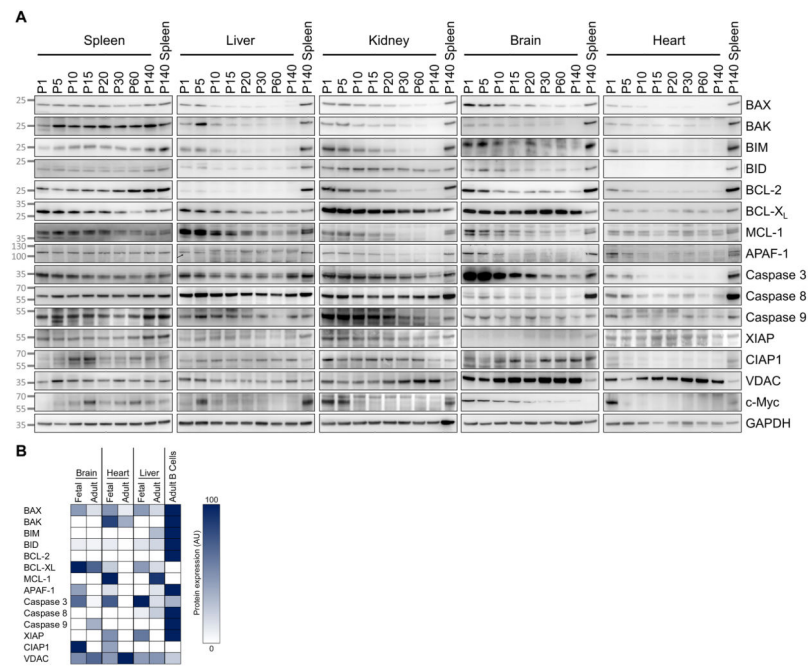 A
Spleen Liver Kidney Brain Heart
P1 P5 P10 P15 P20 P30 P60 P140 P140 Spleen P1 P5 P10 P15 P20 P30 P60 P140 P140 Spleen P1 P5 P10 P15 P20 P30 P60 P140 P140 Spleen P1 P5 P10 P15 P20 P30 P60 P140 P140 Spleen P1 P5 P10 P15 P20 P30 P60 P140 P140 Spleen
25 BAX
25 BAK
25 BIM
25 BID
25 BCL-2
35 25 BCL-XL
35 MCL-1
130 100 APAF-1
35 Caspase 3
70 55 Caspase 8
55 Caspase 9
55 XIAP
70 55 CIAP1
35 VDAC
70 55 c-Myc
35 GAPDH
B
Brain Heart Liver
Fetal Adult Fetal Adult Fetal Adult Adult B Cells
BAX
BAK
BIM
BID
BCL-2
BCL-XL
MCL-1
APAF-1
Caspase 3
Caspase 8
Caspase 9
XIAP
CIAP1
VDAC
100
Protein expression (AU)
0